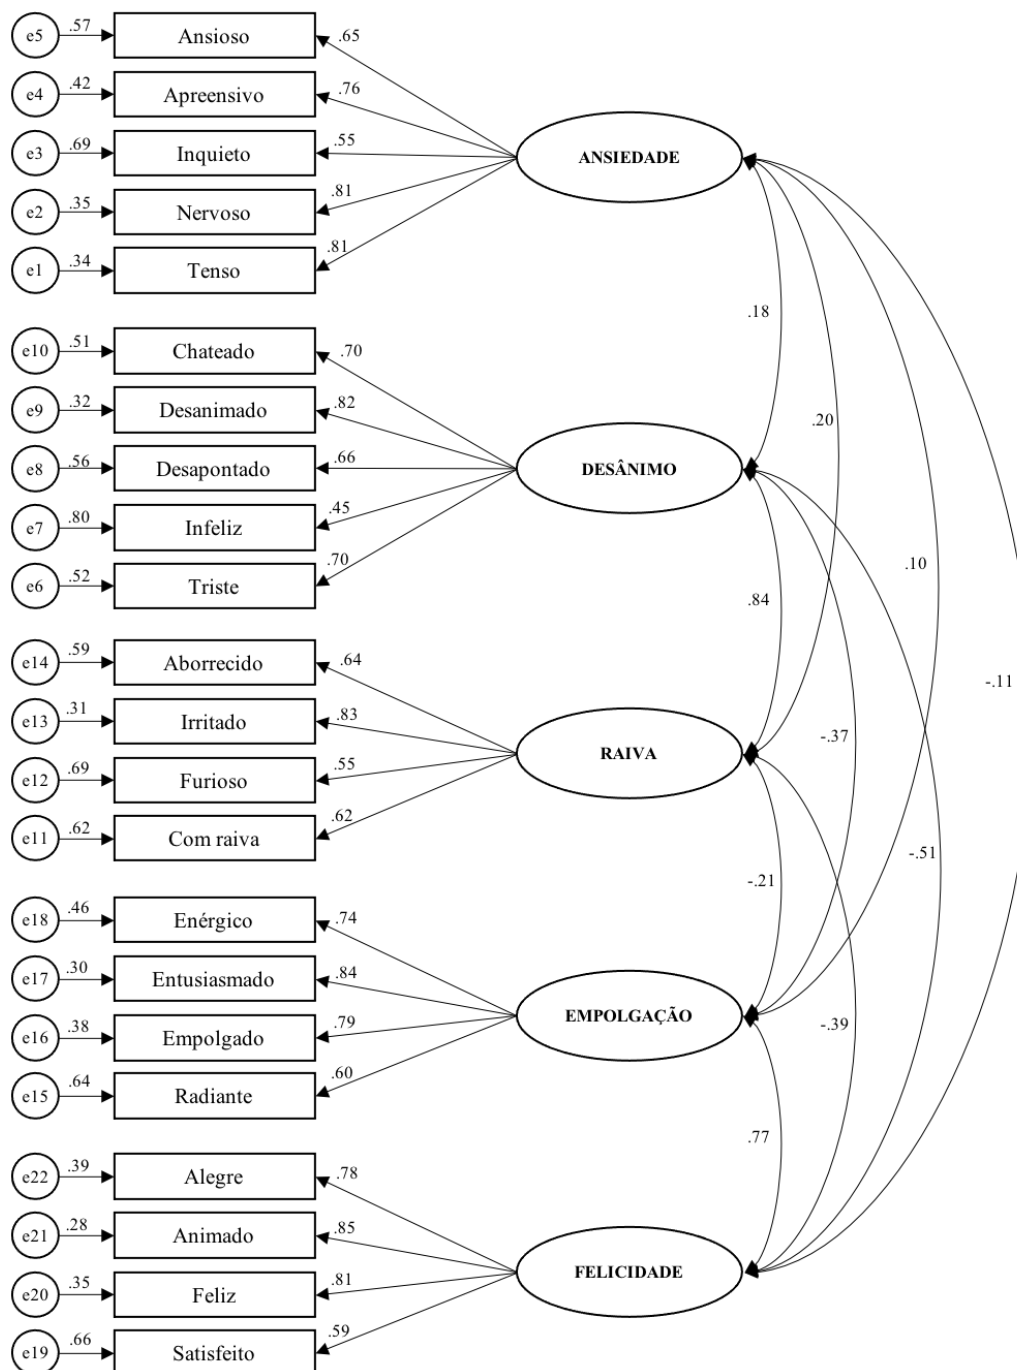 e5 .57 Ansioso .65
e4 .42 Apreensivo .76
e3 .69 Inquieto .55
e2 .35 Nervoso .81
e1 .34 Tenso .81
ANSIEDADE
e10 .51 Chateado .70
e9 .32 Desanimado .82
e8 .56 Desapontado .66
e7 .80 Infeliz .45
e6 .52 Triste .70
DESÂNIMO
e14 .59 Aborrecido .64
e13 .31 Irritado .83
e12 .69 Furioso .55
e11 .62 Com raiva .62
RAIVA
e18 .46 Enérgico .74
e17 .30 Entusiasmado .84
e16 .38 Empolgado .79
e15 .64 Radiante .60
EMPOLGAÇÃO
e22 .39 Alegre .78
e21 .28 Animado .85
e20 .35 Feliz .81
e19 .66 Satisfeito .59
FELICIDADE
.18
.20
.10
.84
-.11
-.37
-.51
-.21
-.39
.77